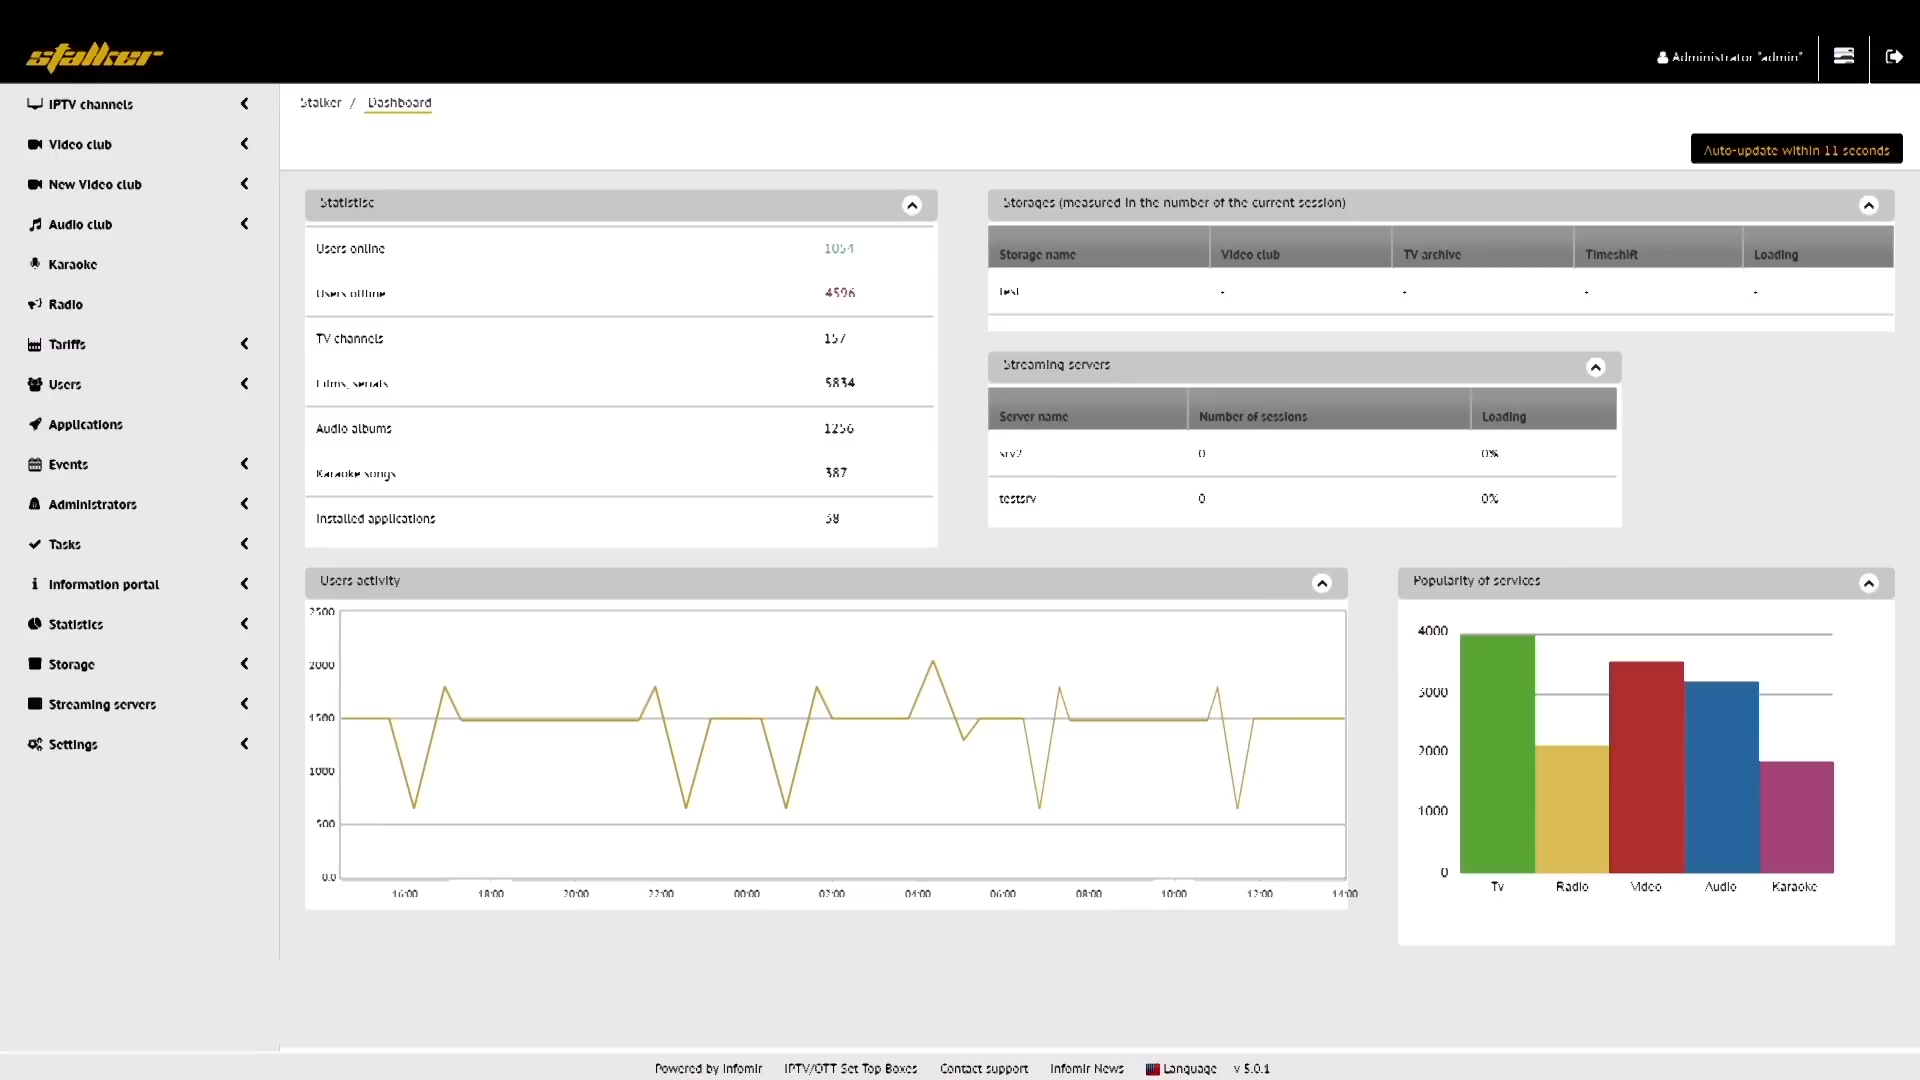 stalker
Administrator "admin"
IPTV channels
Video club
New Video club
Audio club
Karaoke
Radio
Tariffs
Users
Applications
Events
Administrators
Tasks
Information portal
Statistics
Storage
Streaming servers
Settings
Stalker / Dashboard
Auto-update within 11 seconds
Statistisc
Users online 1054
Users offline 4596
TV channels 157
Films, serials 5834
Audio albums 1256
Karaoke songs 387
Installed applications 38
Storages (measured in the number of the current session)
Storage name Video club TV archive Timeshift Loading
test - - - -
Streaming servers
Server name Number of sessions Loading
srv2 0 0%
testsrv 0 0%
Users activity
2500
2000
1500
1000
500
0.0
16:00 18:00 20:00 22:00 00:00 02:00 04:00 06:00 08:00 10:00 12:00 14:00
Popularity of services
4000
3000
2000
1000
0
Tv Radio Video Audio Karaoke
Powered by Infomir IPTV/OTT Set Top Boxes Contact support Infomir News Language v 5.0.1